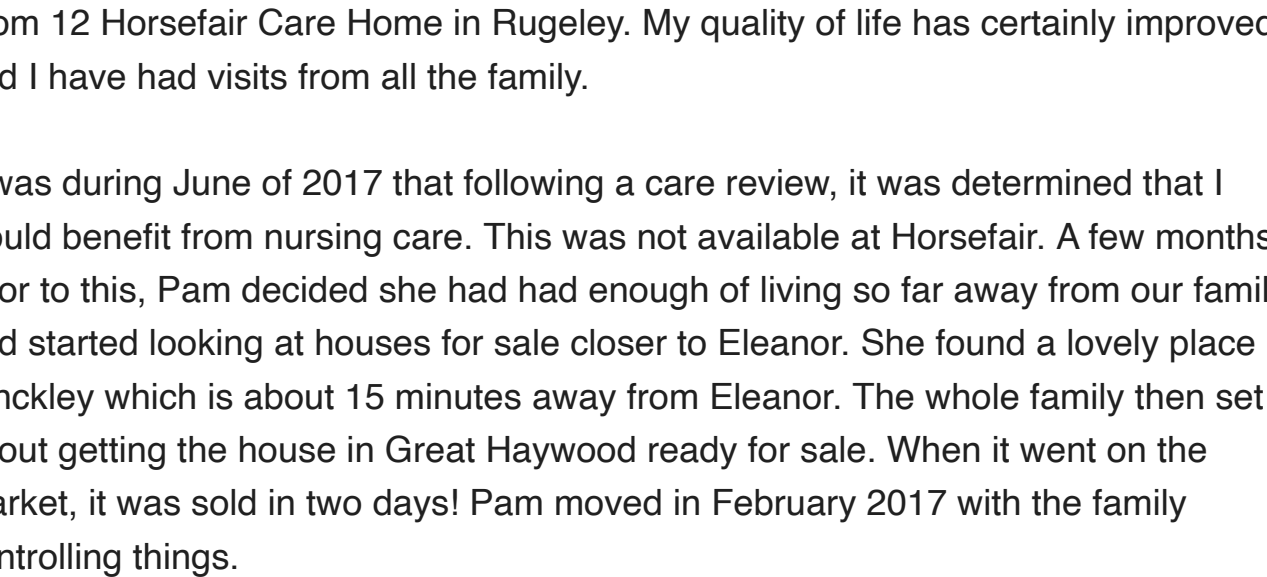 om 12 Horsefair Care Home in Rugeley. My quality of life has certainly improved
d I have had visits from all the family.
was during June of 2017 that following a care review, it was determined that I
ould benefit from nursing care. This was not available at Horsefair. A few months
or to this, Pam decided she had had enough of living so far away from our famil
d started looking at houses for sale closer to Eleanor. She found a lovely place
nckley which is about 15 minutes away from Eleanor. The whole family then set
out getting the house in Great Haywood ready for sale. When it went on the
arket, it was sold in two days! Pam moved in February 2017 with the family
ntrolling things.